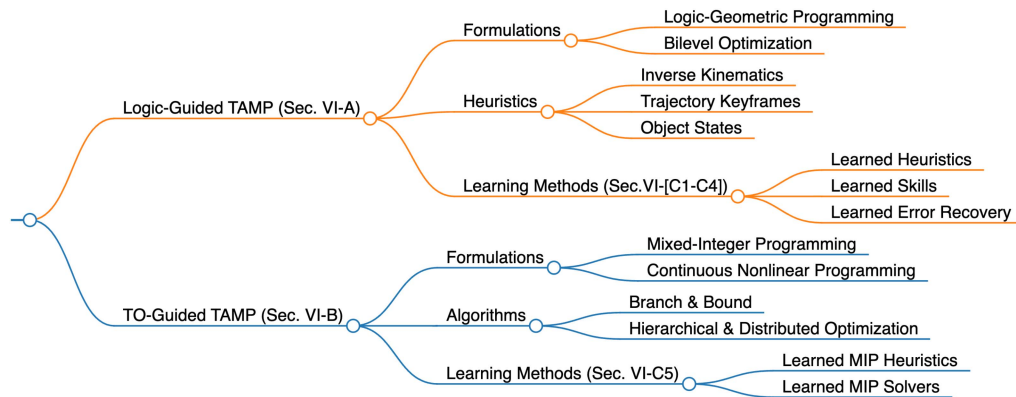 Logic-Guided TAMP (Sec. VI-A)
Formulations
Logic-Geometric Programming
Bilevel Optimization
Heuristics
Inverse Kinematics
Trajectory Keyframes
Object States
Learning Methods (Sec.VI-[C1-C4])
Learned Heuristics
Learned Skills
Learned Error Recovery
TO-Guided TAMP (Sec. VI-B)
Formulations
Mixed-Integer Programming
Continuous Nonlinear Programming
Algorithms
Branch & Bound
Hierarchical & Distributed Optimization
Learning Methods (Sec. VI-C5)
Learned MIP Heuristics
Learned MIP Solvers